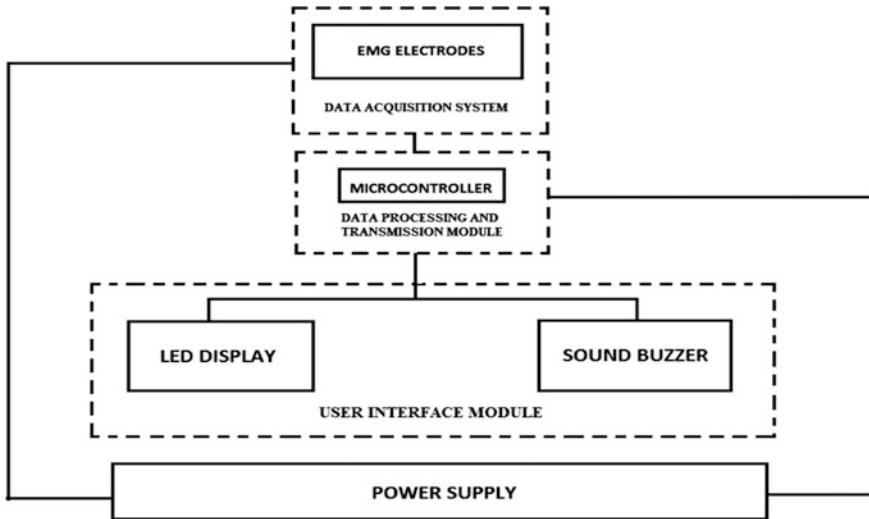 EMG ELECTRODES
DATA ACQUISITION SYSTEM
MICROCONTROLLER
DATA PROCESSING AND
TRANSMISSION MODULE
LED DISPLAY
SOUND BUZZER
USER INTERFACE MODULE
POWER SUPPLY